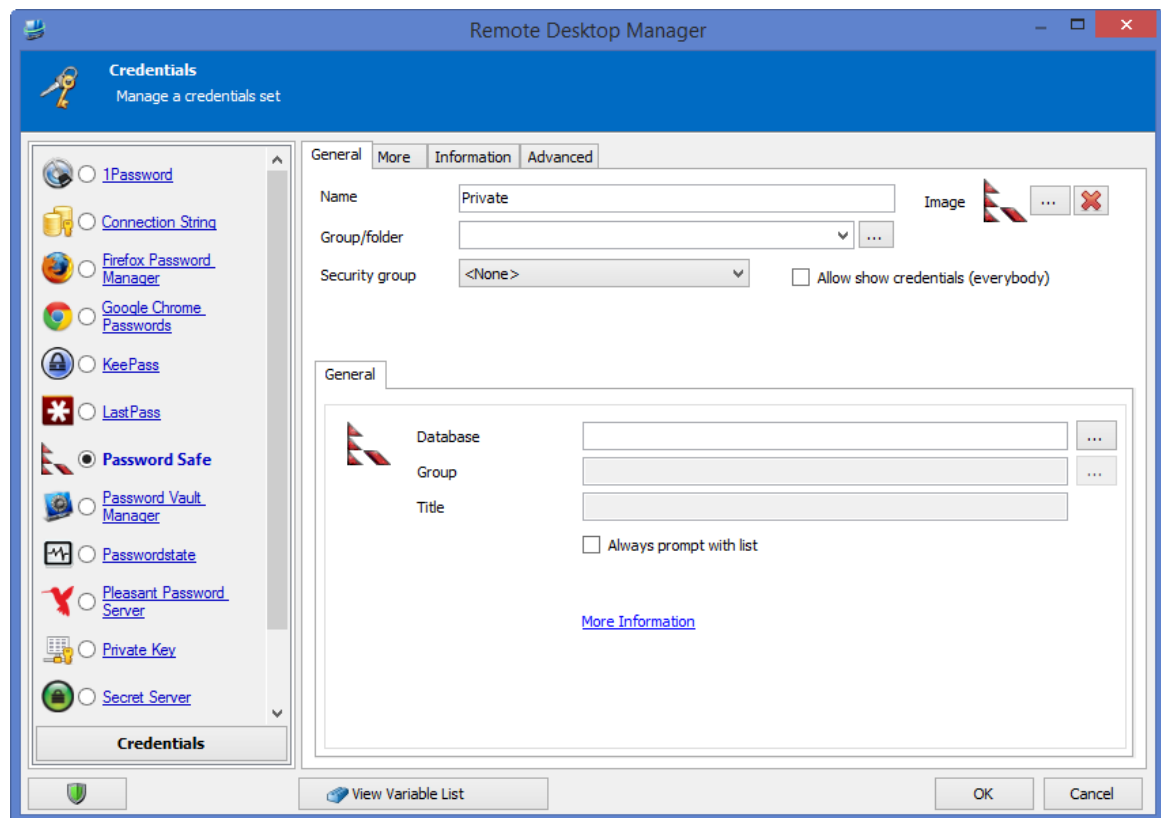 Remote Desktop Manager
Credentials
Manage a credentials set
1Password
Connection String
Firefox Password
Manager
Google Chrome
Passwords
KeePass
LastPass
Password Safe
Password Vault
Manager
Passwordstate
Pleasant Password
Server
Private Key
Secret Server
Credentials
General More Information Advanced
Name Private Image ...
Group/folder ...
Security group <None> Allow show credentials (everybody)
General
Database ...
Group ...
Title
Always prompt with list
More Information
View Variable List OK Cancel